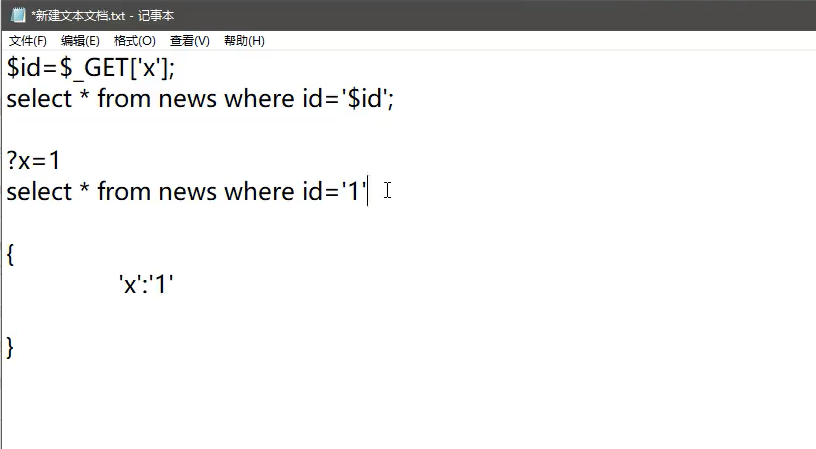 *新建文本文档.txt - 记事本
文件(F) 编辑(E) 格式(O) 查看(V) 帮助(H)
$id=$_GET['x'];
select * from news where id='$id';
?x=1
select * from news where id='1'
{
'x':'1'
}